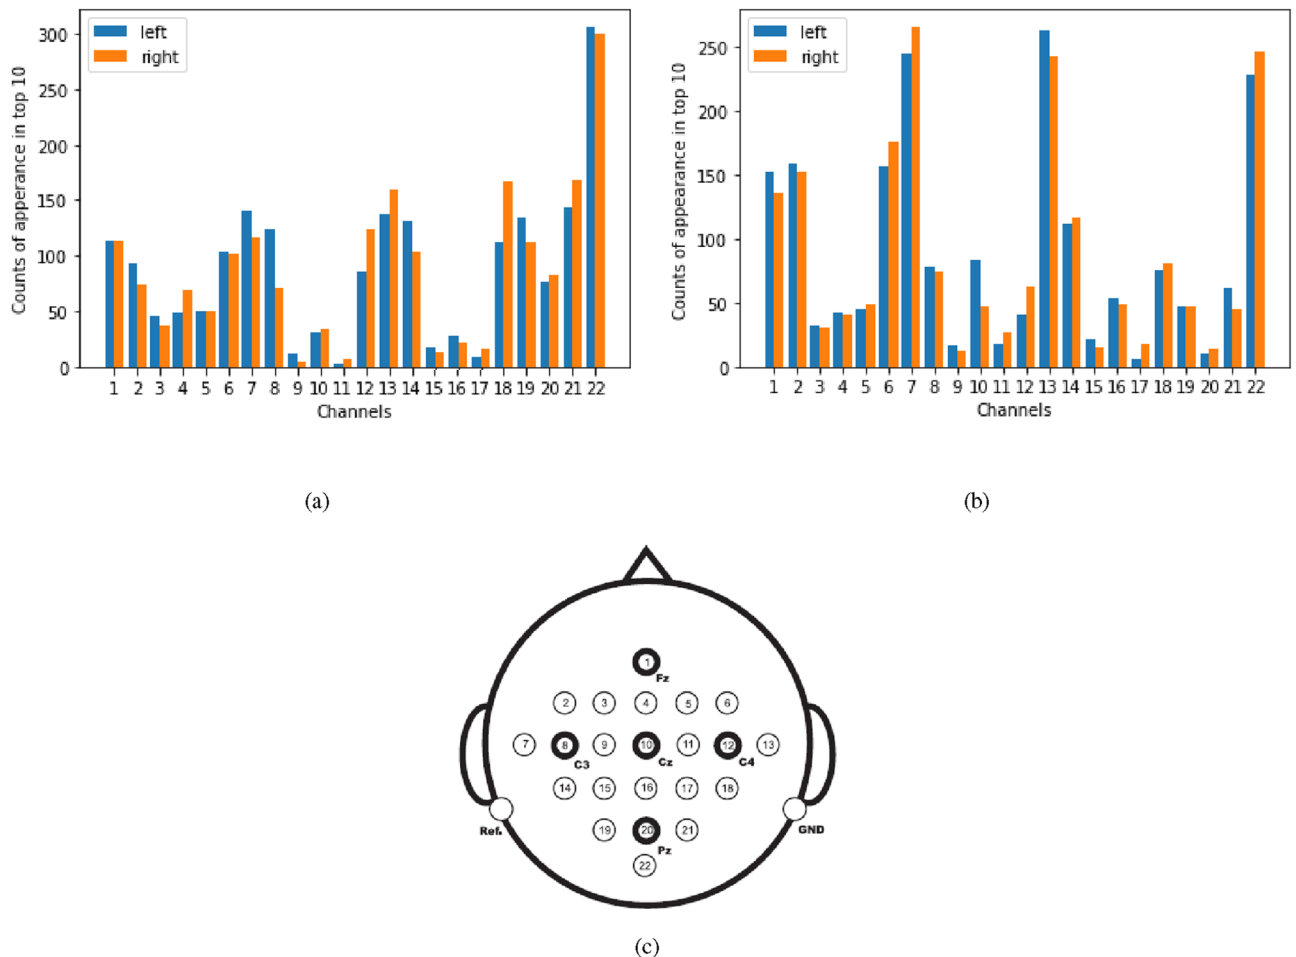 left
right
Counts of apperance in top 10
300
250
200
150
100
50
0
1 2 3 4 5 6 7 8 9 10 11 12 13 14 15 16 17 18 19 20 21 22
Channels
(a)
left
right
Counts of appearance in top 10
250
200
150
100
50
0
1 2 3 4 5 6 7 8 9 10 11 12 13 14 15 16 17 18 19 20 21 22
Channels
(b)
1
Fz
2 3 4 5 6
7 8 9 10 11 12 13
C3 Cz C4
14 15 16 17 18
Ref. GND
19 20 21
Pz
22
(c)